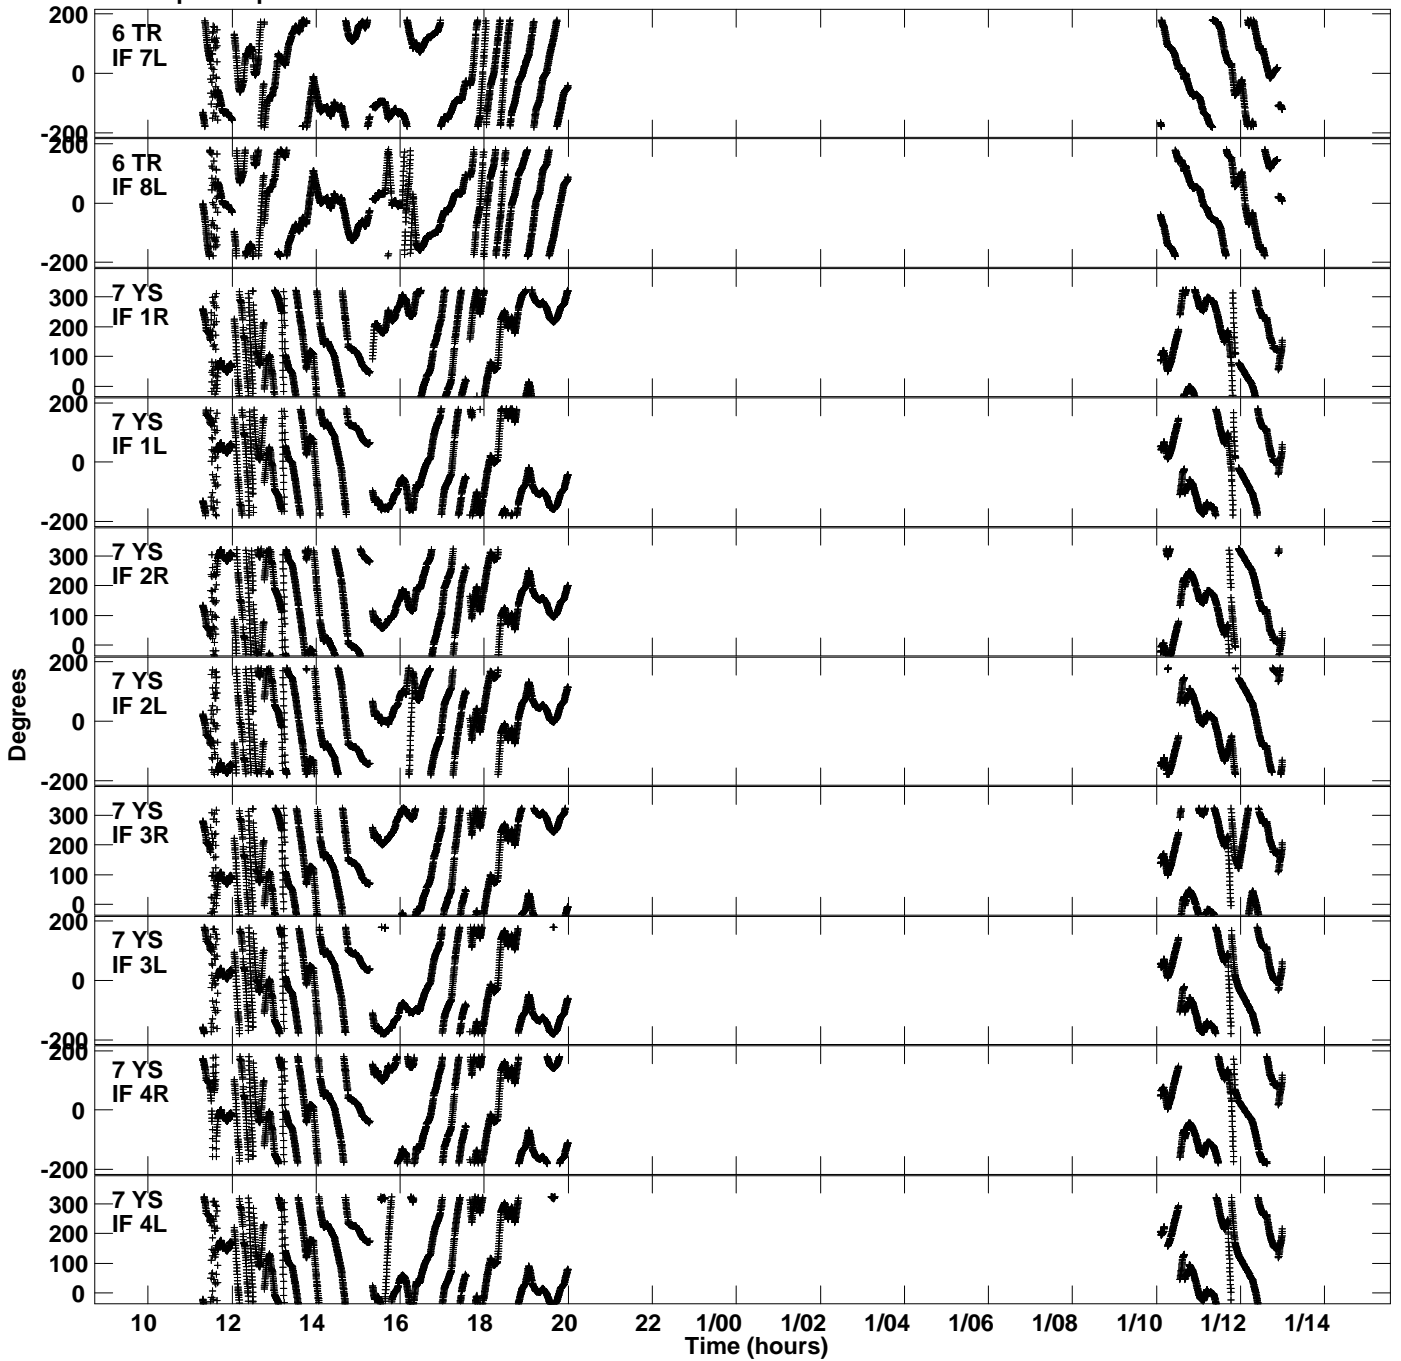 200
6 TR
IF 7L
0
-200
200
6 TR
IF 8L
0
-200
7 YS
IF 1R
300
200
100
0
200
7 YS
IF 1L
0
-200
7 YS
IF 2R
300
200
100
0
200
7 YS
IF 2L
0
-200
7 YS
IF 3R
300
200
100
0
200
7 YS
IF 3L
0
-200
200
7 YS
IF 4R
0
-200
7 YS
IF 4L
300
200
100
0
Degrees
10 12 14 16 18 20 22 1/00 1/02 1/04 1/06 1/08 1/10 1/12 1/14
Time (hours)